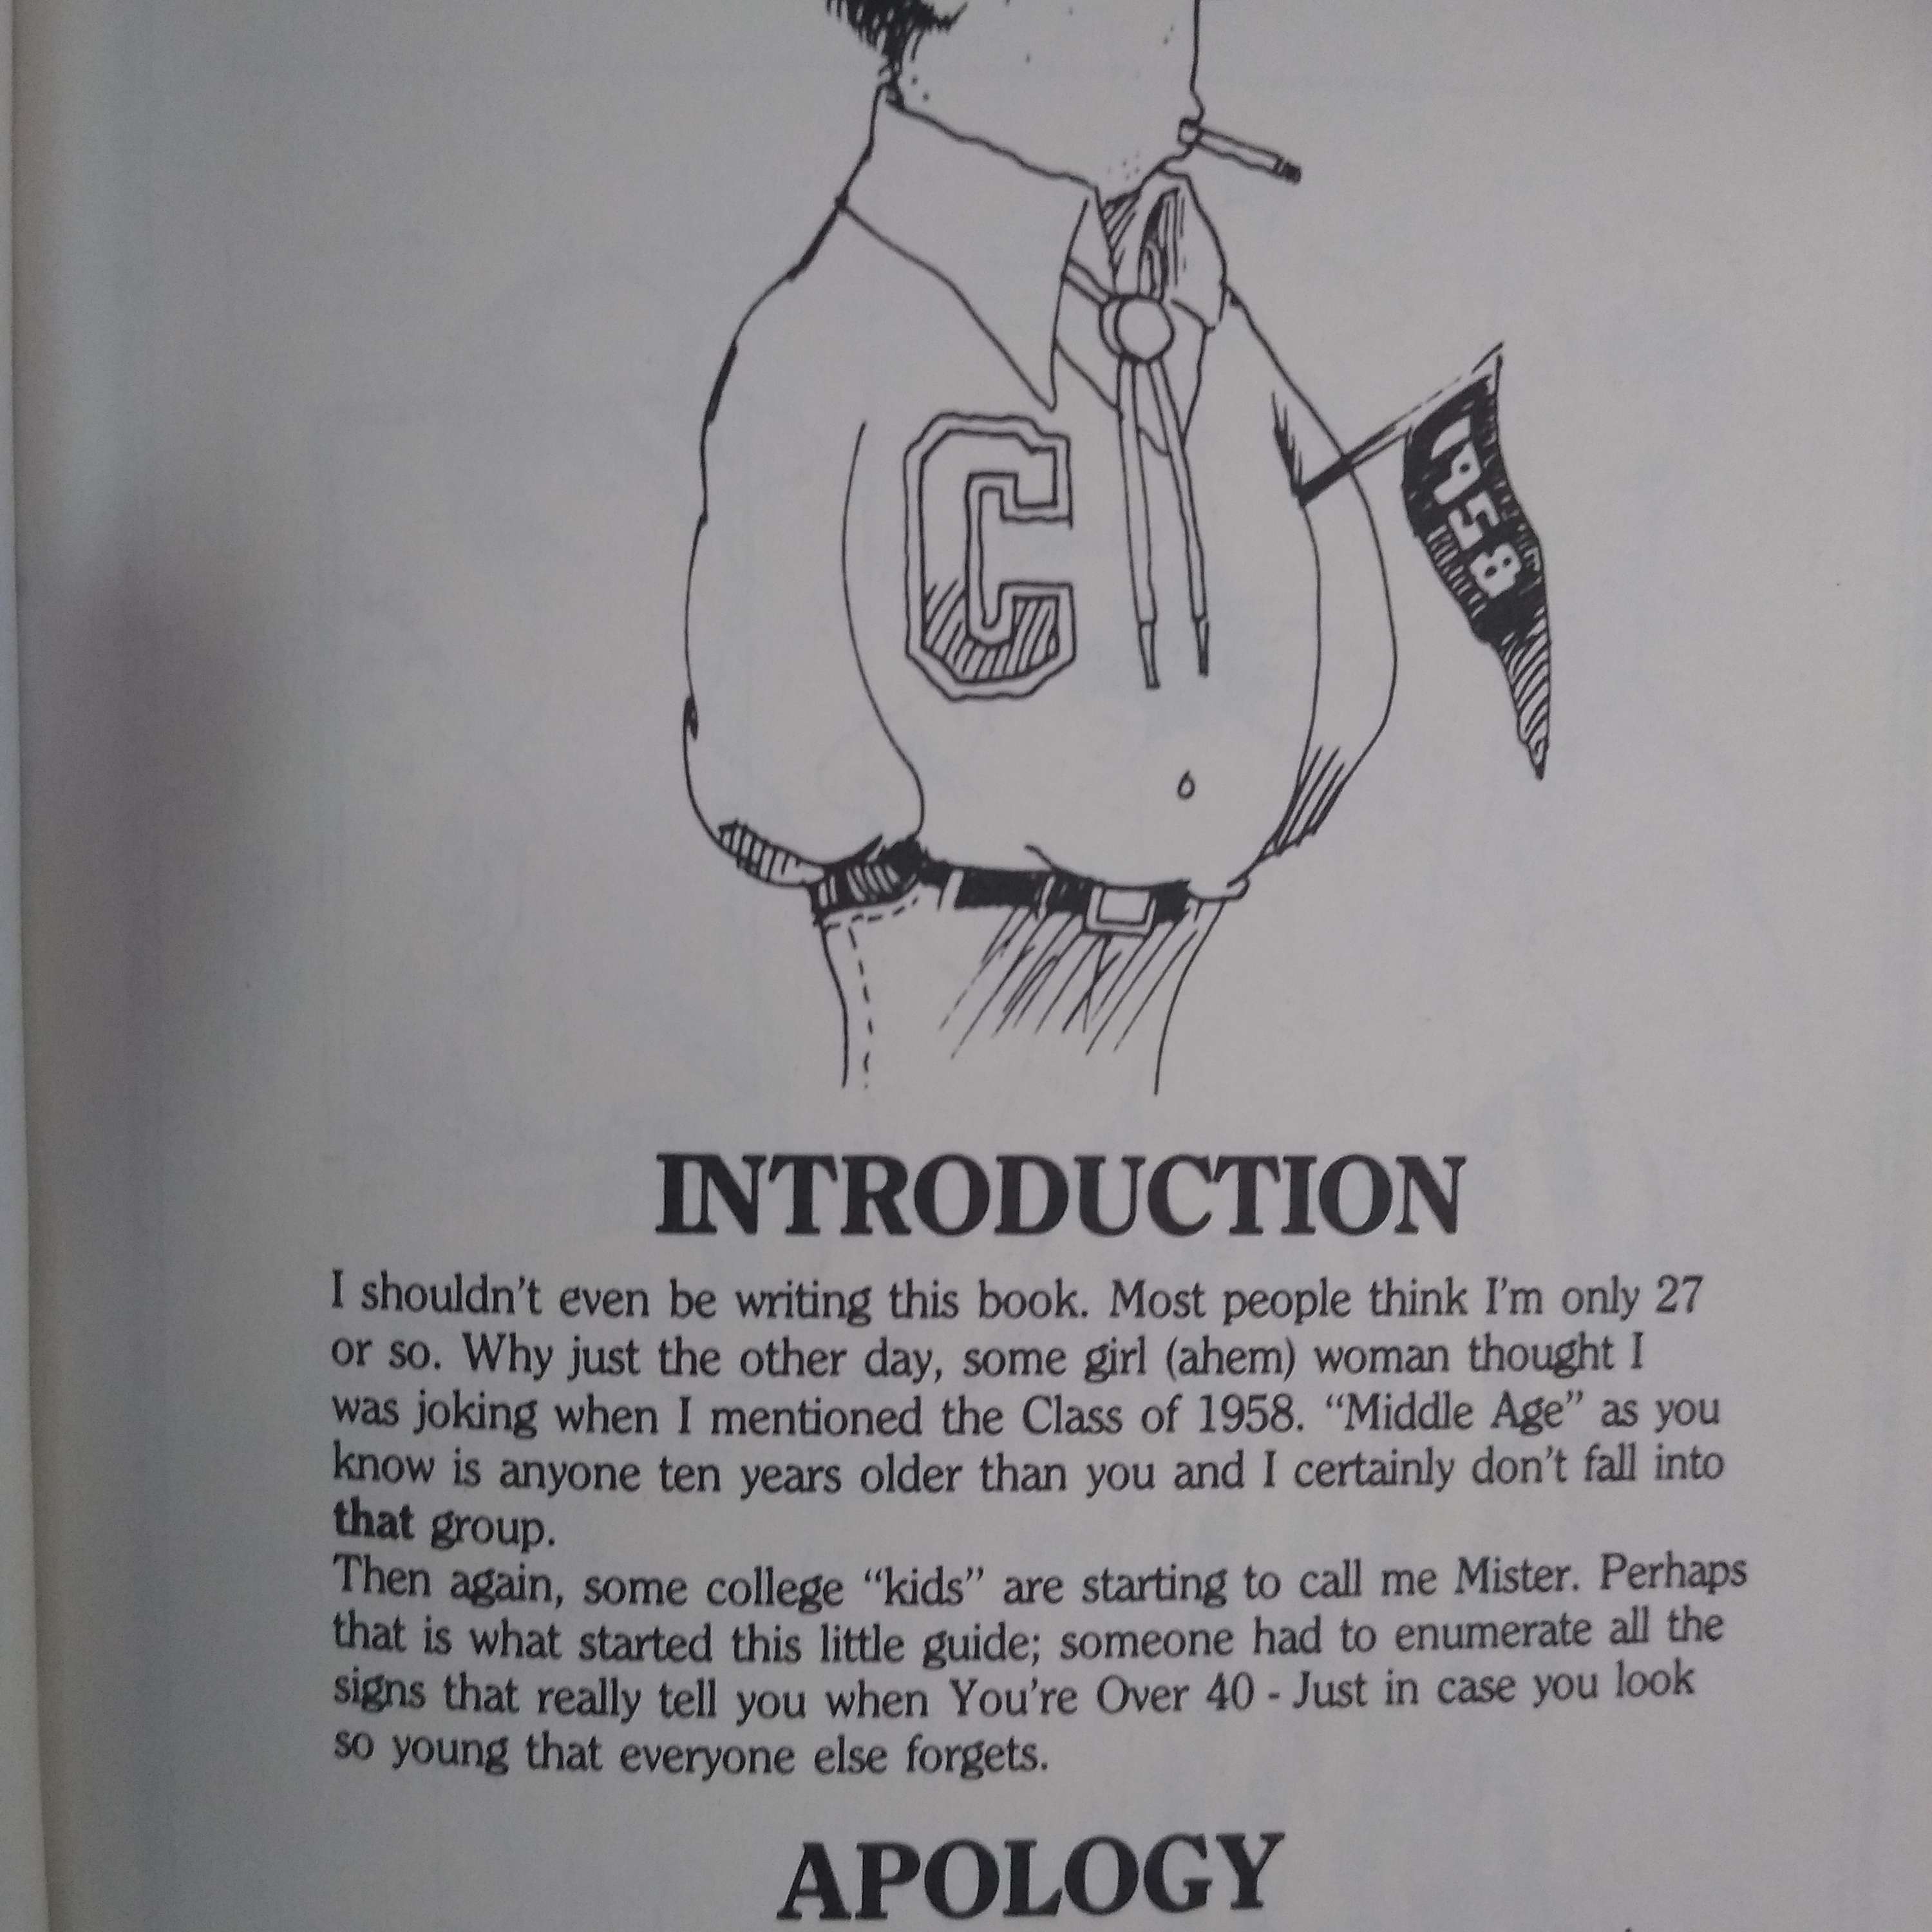 C
1958
INTRODUCTION
I shouldn't even be writing this book. Most people think I'm only 27
or so. Why just the other day, some girl (ahem) woman thought I
was joking when I mentioned the Class of 1958. “Middle Age” as you
know is anyone ten years older than you and I certainly don't fall into
that group.
Then again, some college “kids” are starting to call me Mister. Perhaps
that is what started this little guide; someone had to enumerate all the
signs that really tell you when You're Over 40 - Just in case you look
so young that everyone else forgets.
APOLOGY